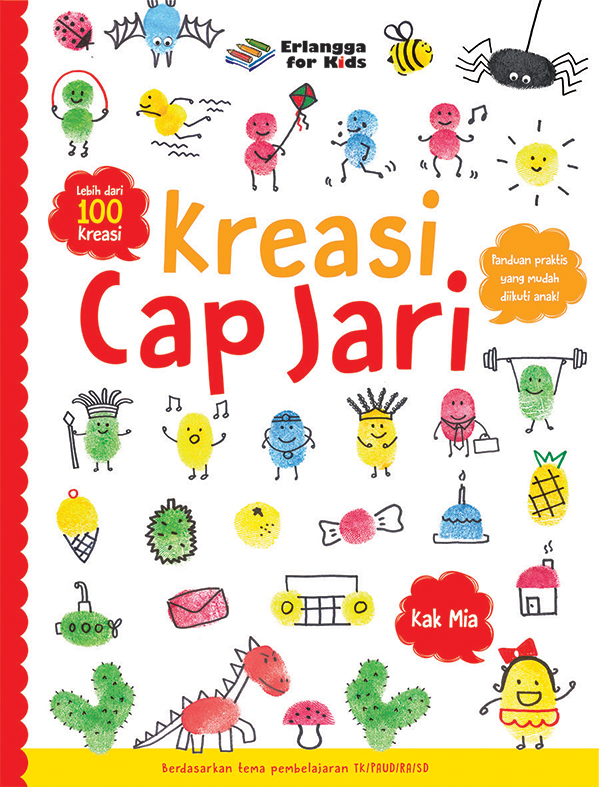 Erlangga
for Kids
Lebih dari
100
Kreasi
Kreasi
Cap Jari
Panduan praktis
yang mudah
diikuti anak!
Kak Mia
Berdasarkan tema pembelajaran TK/PAUD/RA/SD